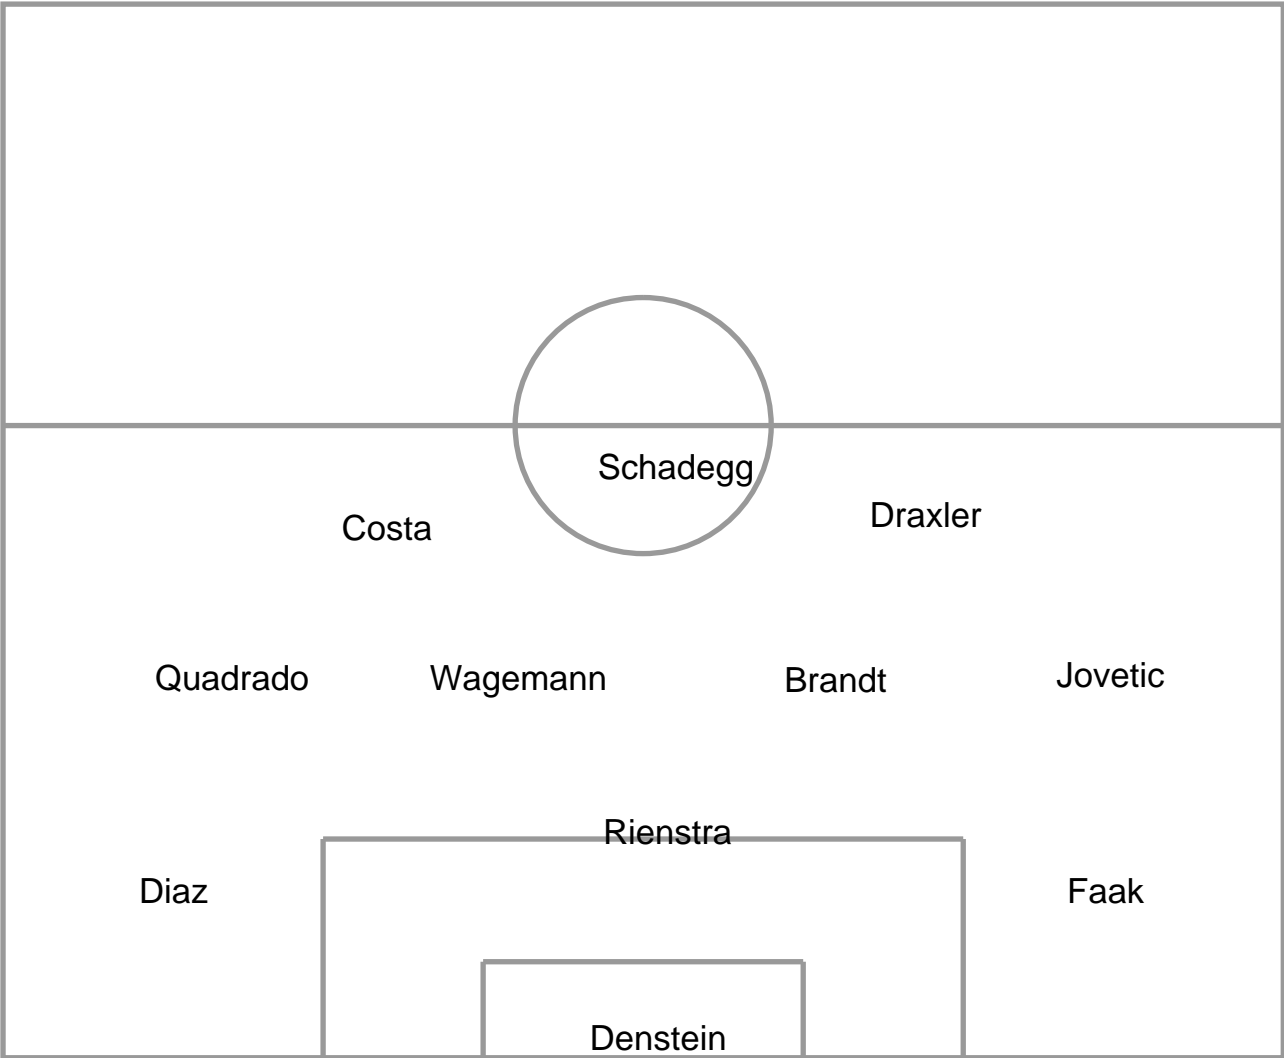 Schadegg
Costa
Draxler
Quadrado
Wagemann
Brandt
Jovetic
Rienstra
Diaz
Faak
Denstein